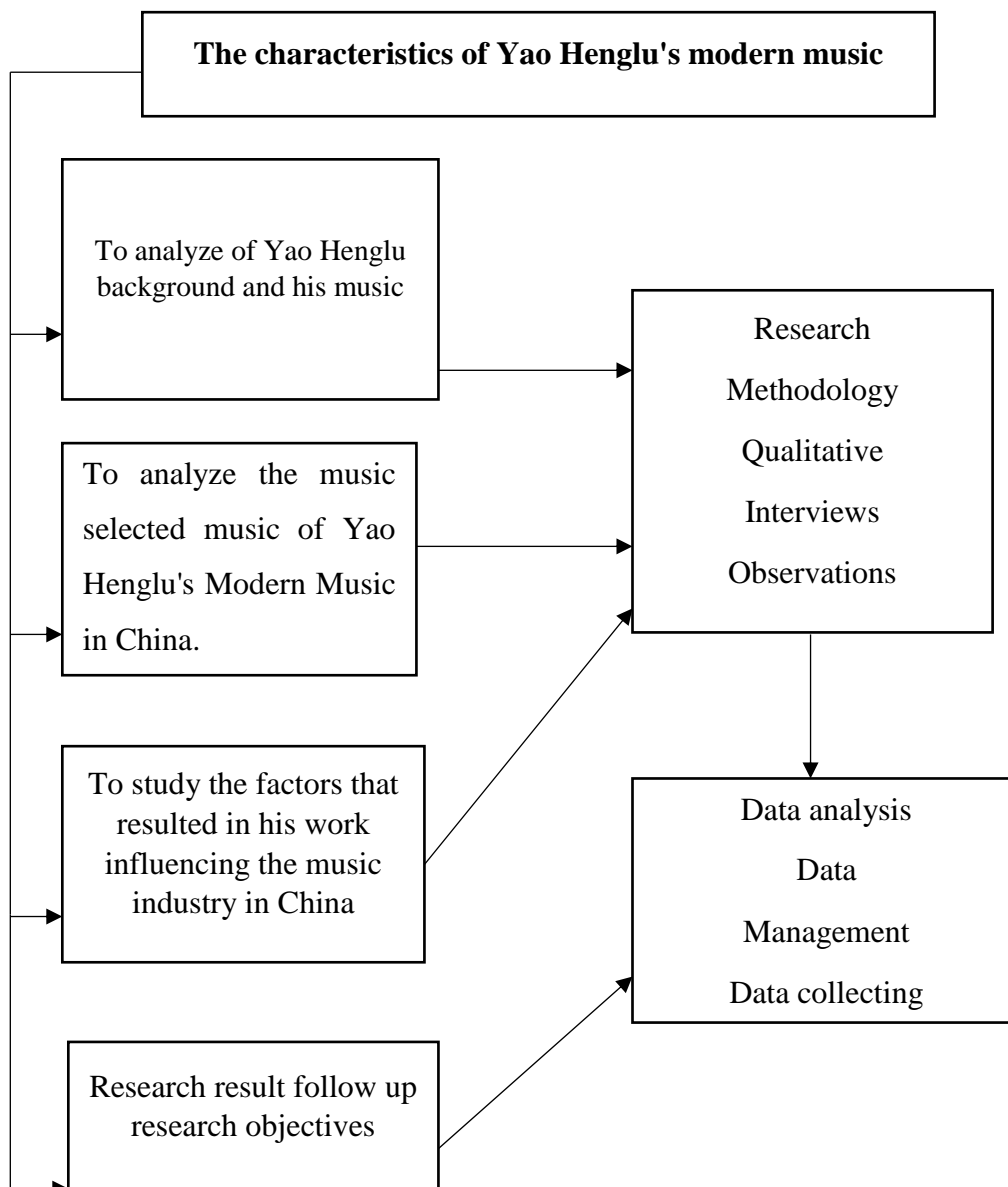 The characteristics of Yao Henglu's modern music
To analyze of Yao Henglu
background and his music
To analyze the music
selected music of Yao
Henglu's Modern Music
in China.
To study the factors that
resulted in his work
influencing the music
industry in China
Research result follow up
research objectives
Research
Methodology
Qualitative
Interviews
Observations
Data analysis
Data
Management
Data collecting